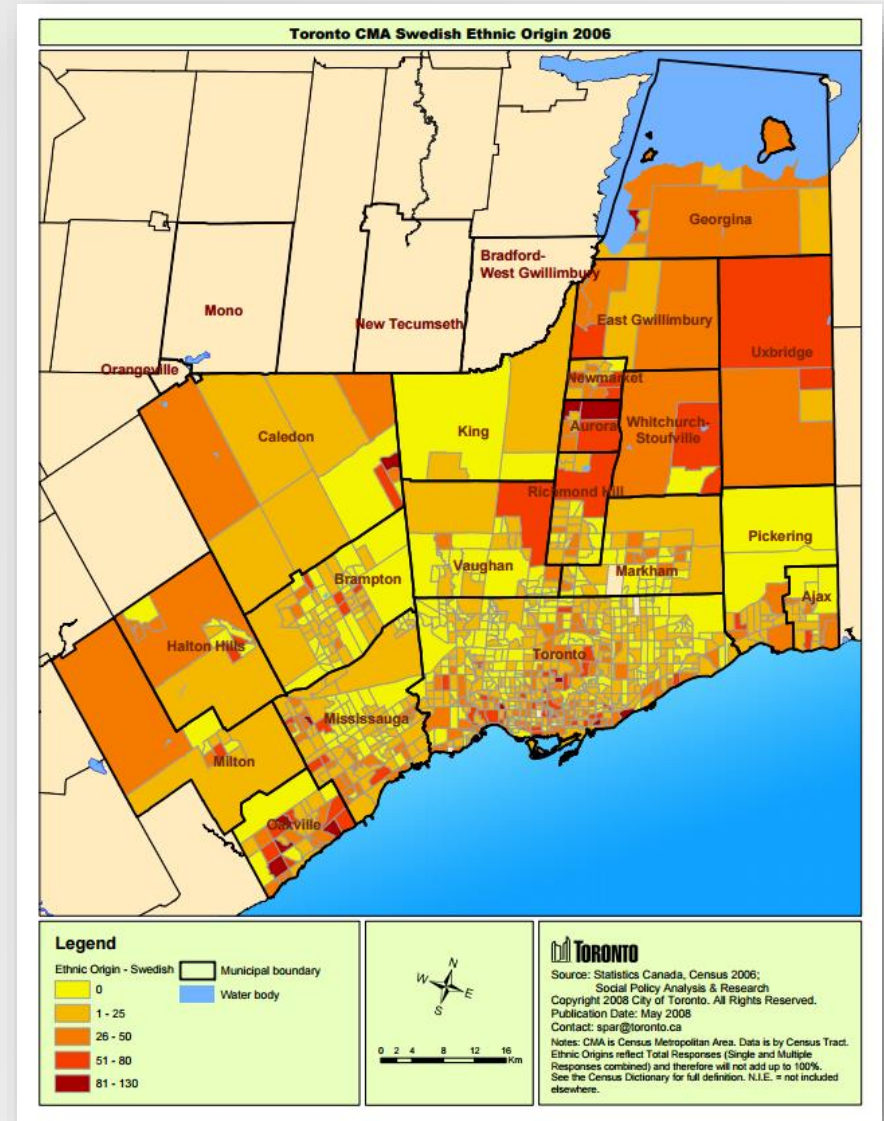 Toronto CMA Swedish Ethnic Origin 2006
Georgina
Bradford-
West Gwillimbury
Mono
New Tecumseth
East Gwillimbury
Uxbridge
Orangeville
Newmarket
Caledon
King
Aurora
Whitchurch-
Stoufville
Richmond Hill
Pickering
Vaughan
Markham
Brampton
Ajax
Halton Hills
Toronto
Mississauga
Milton
Oakville
Legend
Ethnic Origin - Swedish
Municipal boundary
0
Water body
1 - 25
26 - 50
51 - 80
81 - 130
N
W
E
S
0 2 4 8 12 16
Km
TORONTO
Source: Statistics Canada, Census 2006;
Social Policy Analysis & Research
Copyright 2008 City of Toronto. All Rights Reserved.
Publication Date: May 2008
Contact: spar@toronto.ca
Notes: CMA is Census Metropolitan Area. Data is by Census Tract.
Ethnic Origins reflect Total Responses (Single and Multiple
Responses combined) and therefore will not add up to 100%.
See the Census Dictionary for full definition. N.I.E. = not included
elsewhere.